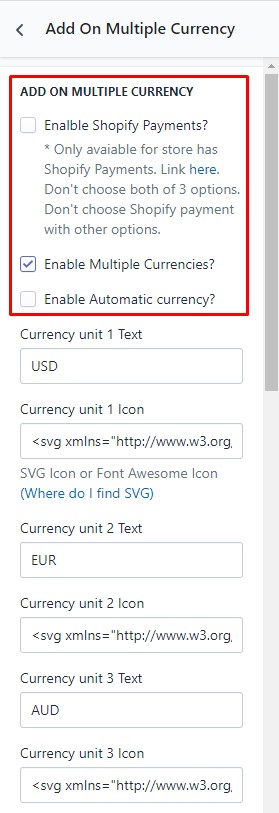 Add On Multiple Currency
ADD ON MULTIPLE CURRENCY
Enalble Shopify Payments?
* Only avaiable for store has
Shopify Payments. Link here.
Don't choose both of 3 options.
Don't choose Shopify payment
with other options.
Enable Multiple Currencies?
Enable Automatic currency?
Currency unit 1 Text
USD
Currency unit 1 Icon
<svg xmlns="http://www.w3.org,
SVG Icon or Font Awesome Icon
(Where do I find SVG)
Currency unit 2 Text
EUR
Currency unit 2 Icon
<svg xmlns="http://www.w3.org,
Currency unit 3 Text
AUD
Currency unit 3 Icon
<svg xmlns="http://www.w3.org,